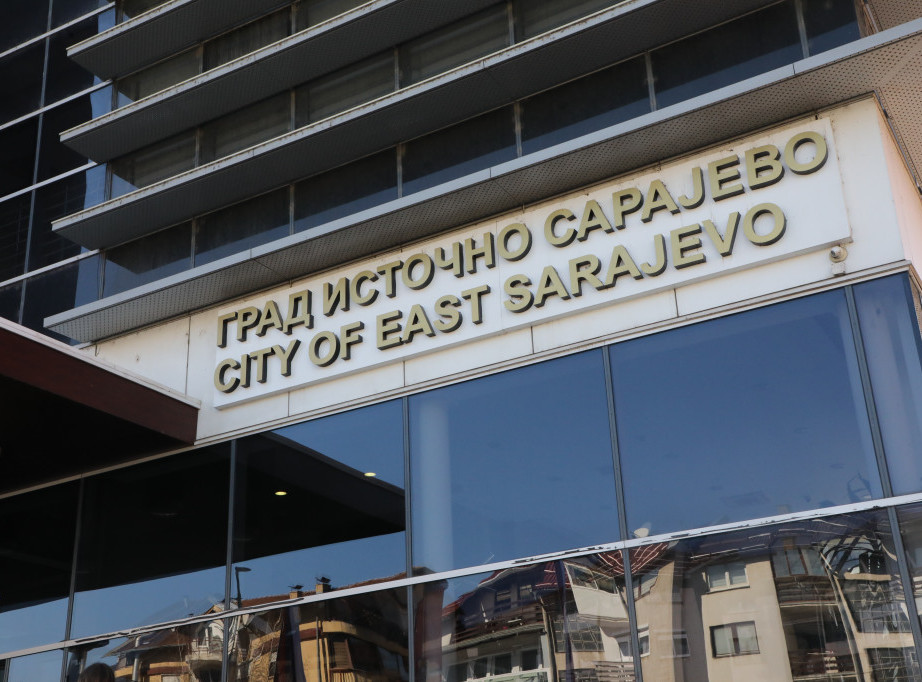 ГРАД ИСТОЧНО САРАЈЕВО
CITY OF EAST SARAJEVO